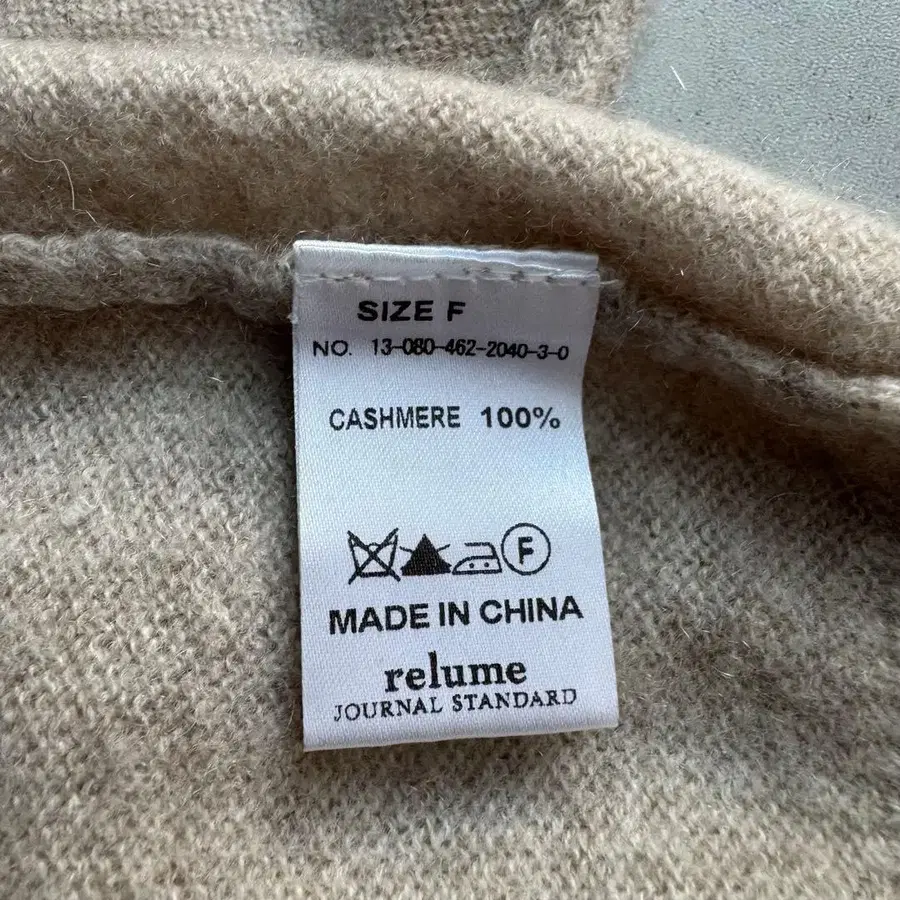 SIZE F
NO. 13-080-462-2040-3-0
CASHMERE 100%
F
MADE IN CHINA
relume
JOURNAL STANDARD